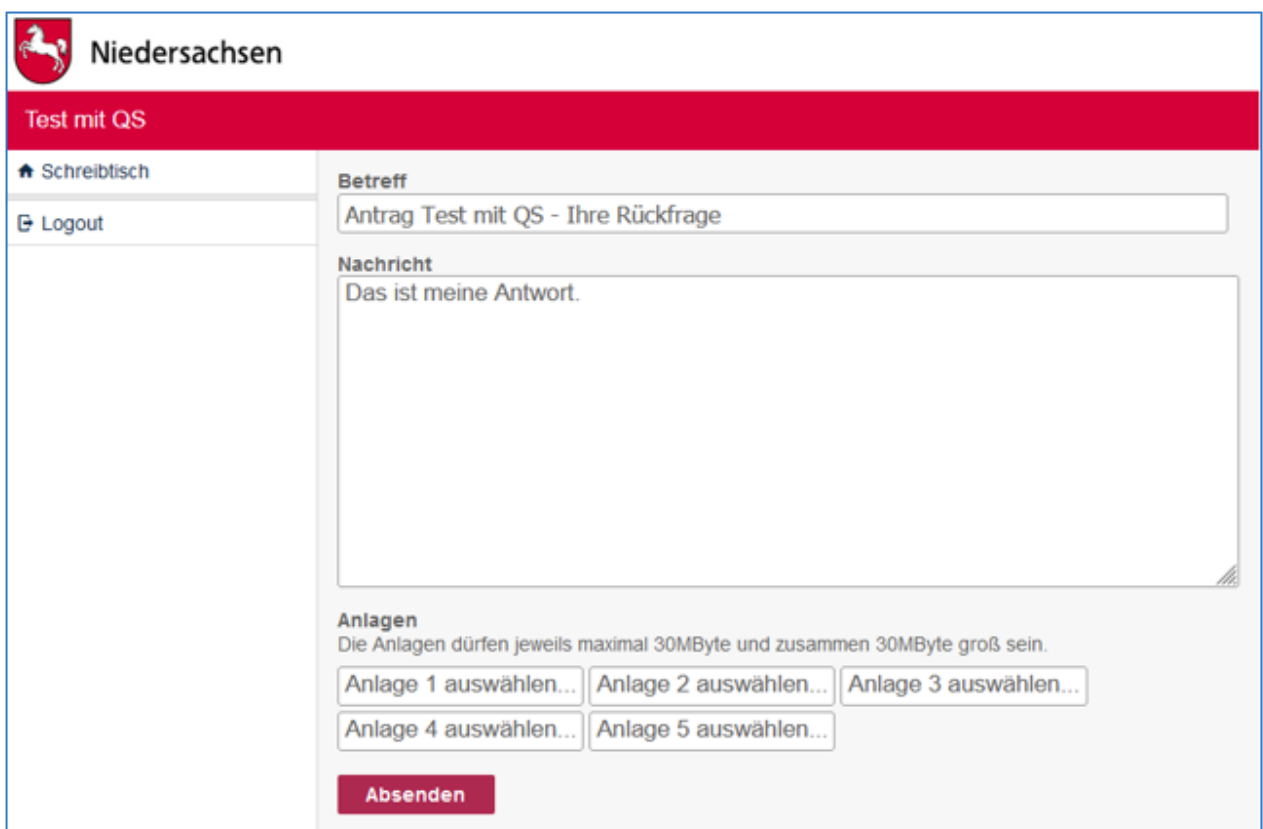 Niedersachsen
Test mit QS
Schreibtisch
Logout
Betreff
Antrag Test mit QS - Ihre Rückfrage
Nachricht
Das ist meine Antwort.
Anlagen
Die Anlagen dürfen jeweils maximal 30MByte und zusammen 30MByte groß sein.
Anlage 1 auswählen... Anlage 2 auswählen... Anlage 3 auswählen...
Anlage 4 auswählen... Anlage 5 auswählen...
Absenden